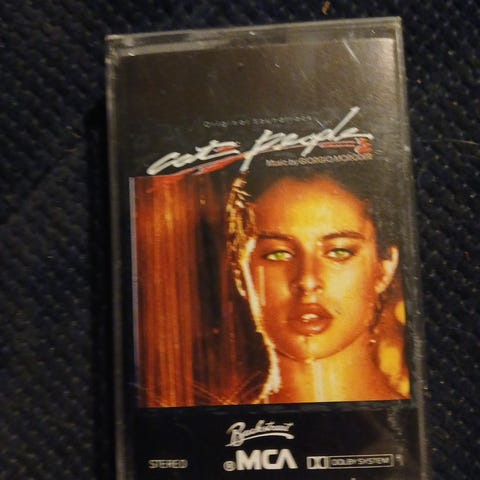 Original Soundtrack
cat people
Music by GIORGIO MORODER
Backstreet
STEREO ® MCA DOLBY SYSTEM